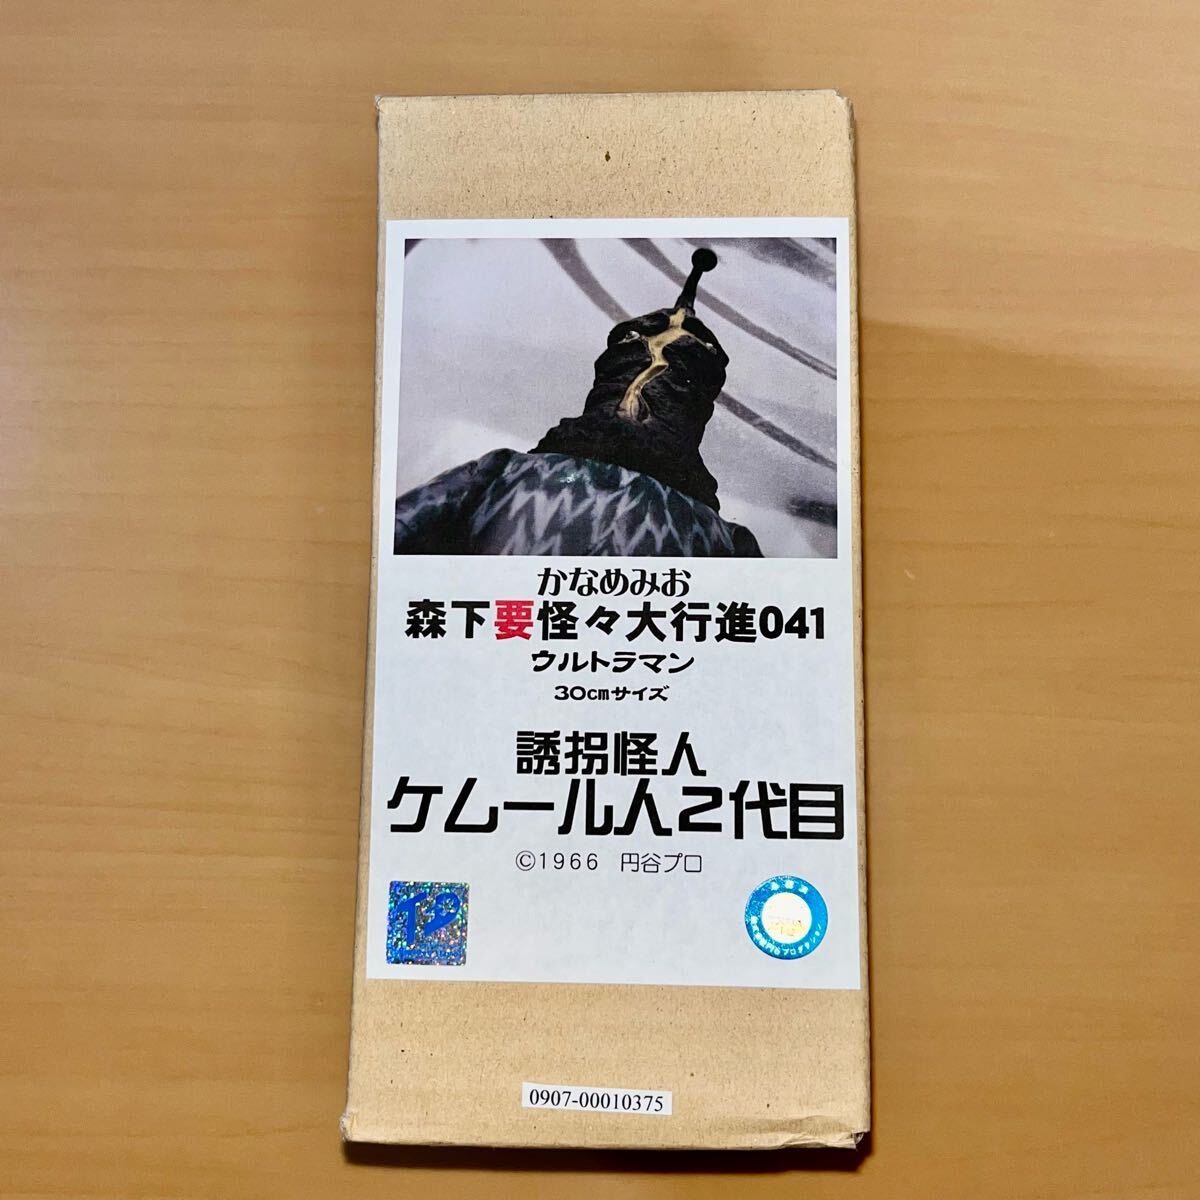 かなめみお
森下要怪々大行進041
ウルトラマン
30cmサイズ
誘拐怪人
ケムール人2代目
©1966 円谷プロ
0907-00010375